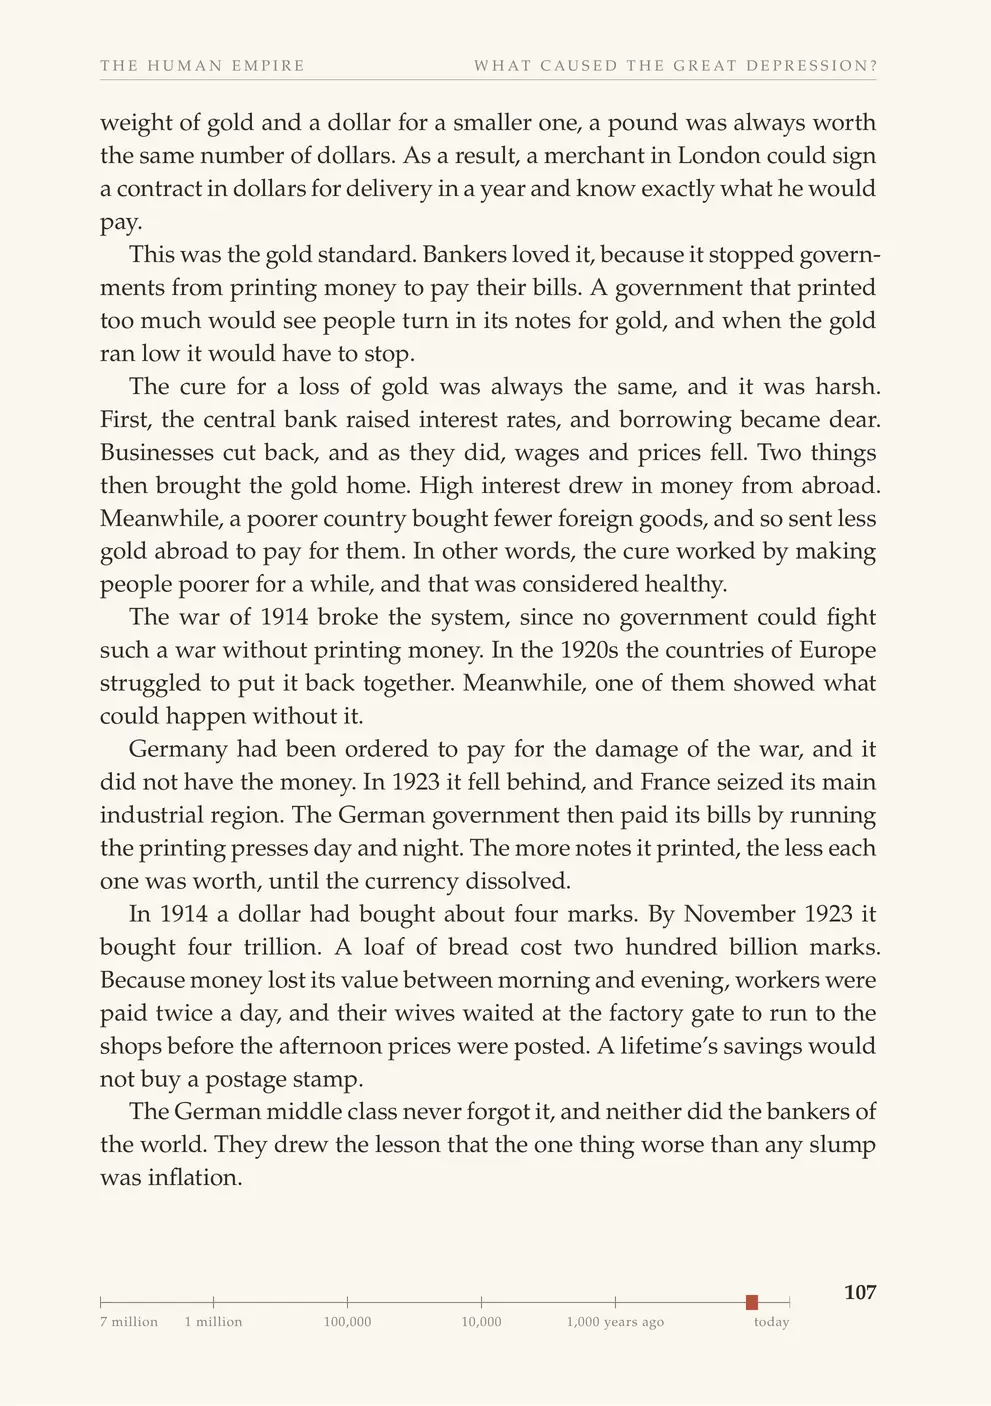 THE HUMAN EMPIRE
WHAT CAUSED THE GREAT DEPRESSION?
weight of gold and a dollar for a smaller one, a pound was always worth
the same number of dollars. As a result, a merchant in London could sign
a contract in dollars for delivery in a year and know exactly what he would
pay.
This was the gold standard. Bankers loved it, because it stopped govern-
ments from printing money to pay their bills. A government that printed
too much would see people turn in its notes for gold, and when the gold
ran low it would have to stop.
The cure for a loss of gold was always the same, and it was harsh.
First, the central bank raised interest rates, and borrowing became dear.
Businesses cut back, and as they did, wages and prices fell. Two things
then brought the gold home. High interest drew in money from abroad.
Meanwhile, a poorer country bought fewer foreign goods, and so sent less
gold abroad to pay for them. In other words, the cure worked by making
people poorer for a while, and that was considered healthy.
The war of 1914 broke the system, since no government could fight
such a war without printing money. In the 1920s the countries of Europe
struggled to put it back together. Meanwhile, one of them showed what
could happen without it.
Germany had been ordered to pay for the damage of the war, and it
did not have the money. In 1923 it fell behind, and France seized its main
industrial region. The German government then paid its bills by running
the printing presses day and night. The more notes it printed, the less each
one was worth, until the currency dissolved.
In 1914 a dollar had bought about four marks. By November 1923 it
bought four trillion. A loaf of bread cost two hundred billion marks.
Because money lost its value between morning and evening, workers were
paid twice a day, and their wives waited at the factory gate to run to the
shops before the afternoon prices were posted. A lifetime’s savings would
not buy a postage stamp.
The German middle class never forgot it, and neither did the bankers of
the world. They drew the lesson that the one thing worse than any slump
was inflation.
107
7 million 1 million 100,000 10,000 1,000 years ago today